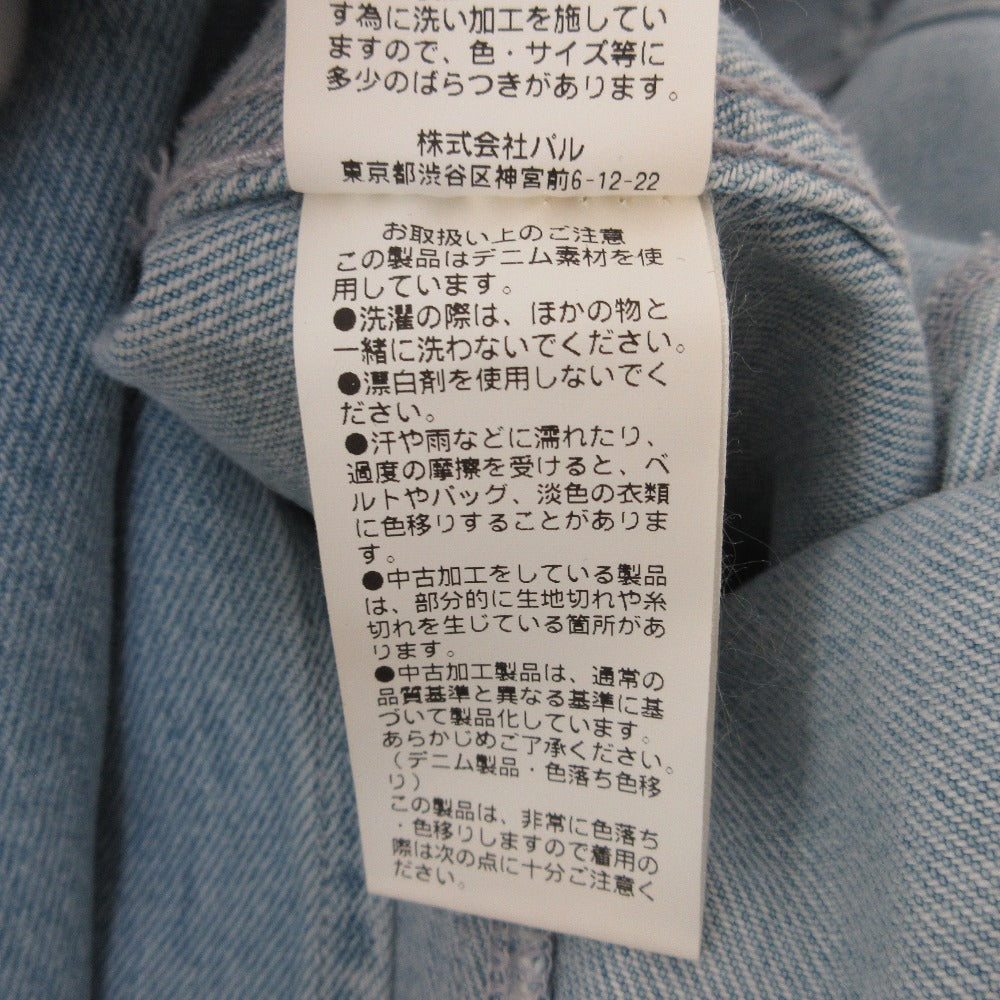 す為に洗い加工を施してい
ますので、色・サイズ等に
多少のばらつきがあります。
株式会社パル
東京都渋谷区神宮前6-12-22
お取扱い上のご注意
この製品はデニム素材を使
用しています。
●洗濯の際は、ほかの物と
一緒に洗わないでください。
●漂白剤を使用しないでく
ださい。
●汗や雨などに濡れたり、
過度の摩擦を受けると、ベ
ルトやバッグ、淡色の衣類
に色移りすることがありま
す。
●中古加工をしている製品
は、部分的に生地切れや糸
切れを生じている箇所があ
ります。
●中古加工製品は、通常の
品質基準と異なる基準に基
づいて製品化しています。
あらかじめご了承ください。
（デニム製品・色落ち色移
り）
この製品は、非常に色落ち
・色移りしますので着用の
際は次の点に十分ご注意く
ださい。